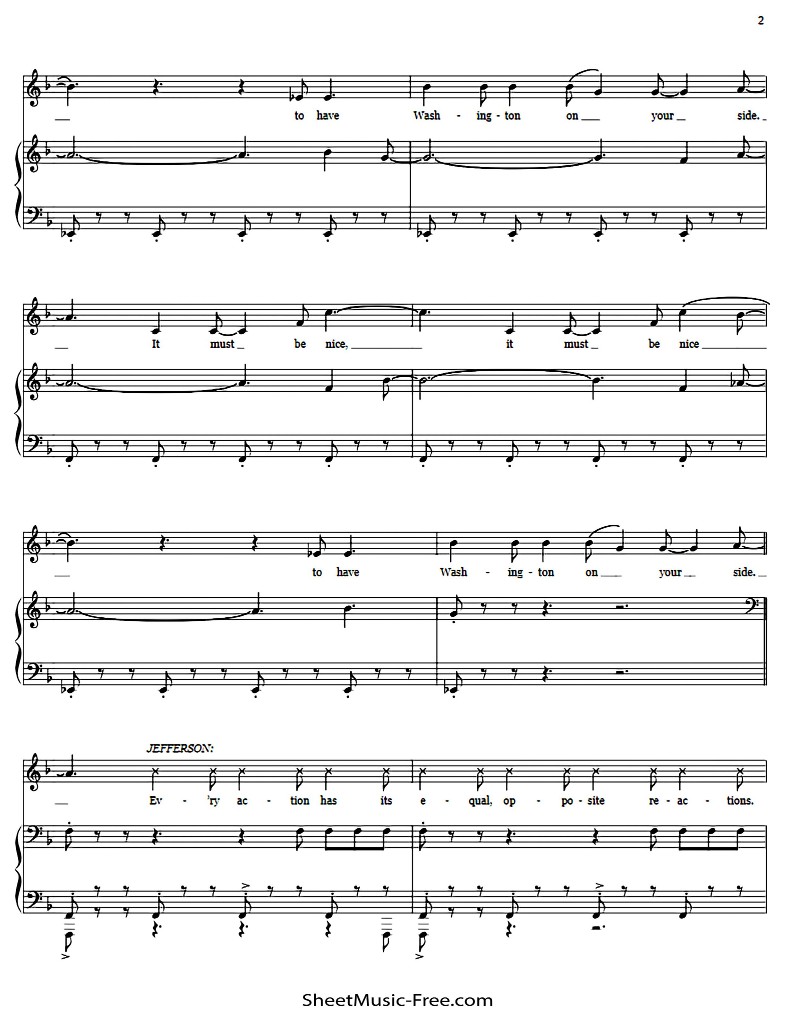 2
to have Wash - ing - ton on your side.
It must be nice, it must be nice
to have Wash - ing - ton on your side.
JEFFERSON:
Ev - 'ry ac - tion has its e - qual, op - po - site re - ac - tions.
SheetMusic-Free.com